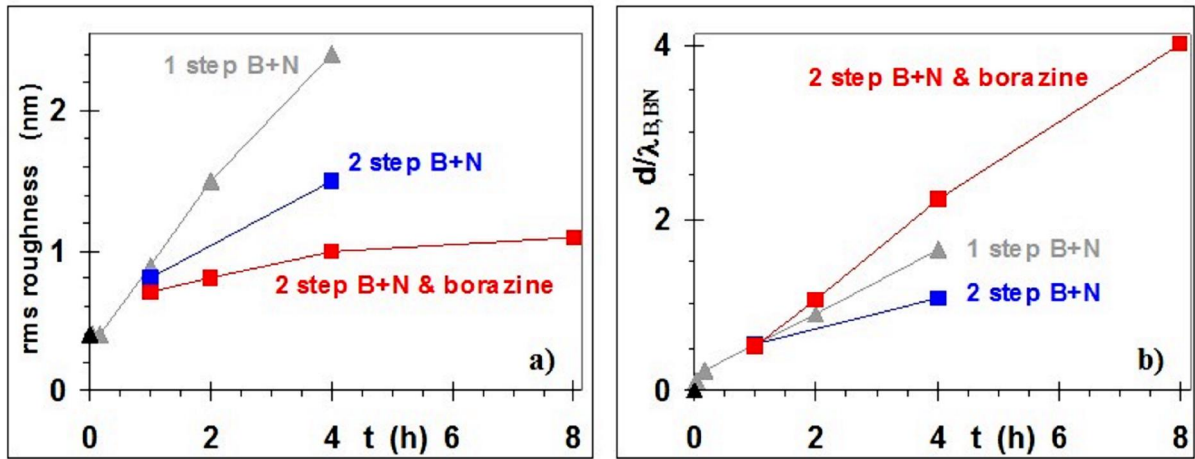 rms roughness (nm)
2
1
0
1 step B+N
2 step B+N
2 step B+N & borazine
a)
0 2 4 t (h) 6 8
d/λB,BN
4
2
0
2 step B+N & borazine
1 step B+N
2 step B+N
b)
0 2 4 t (h) 6 8